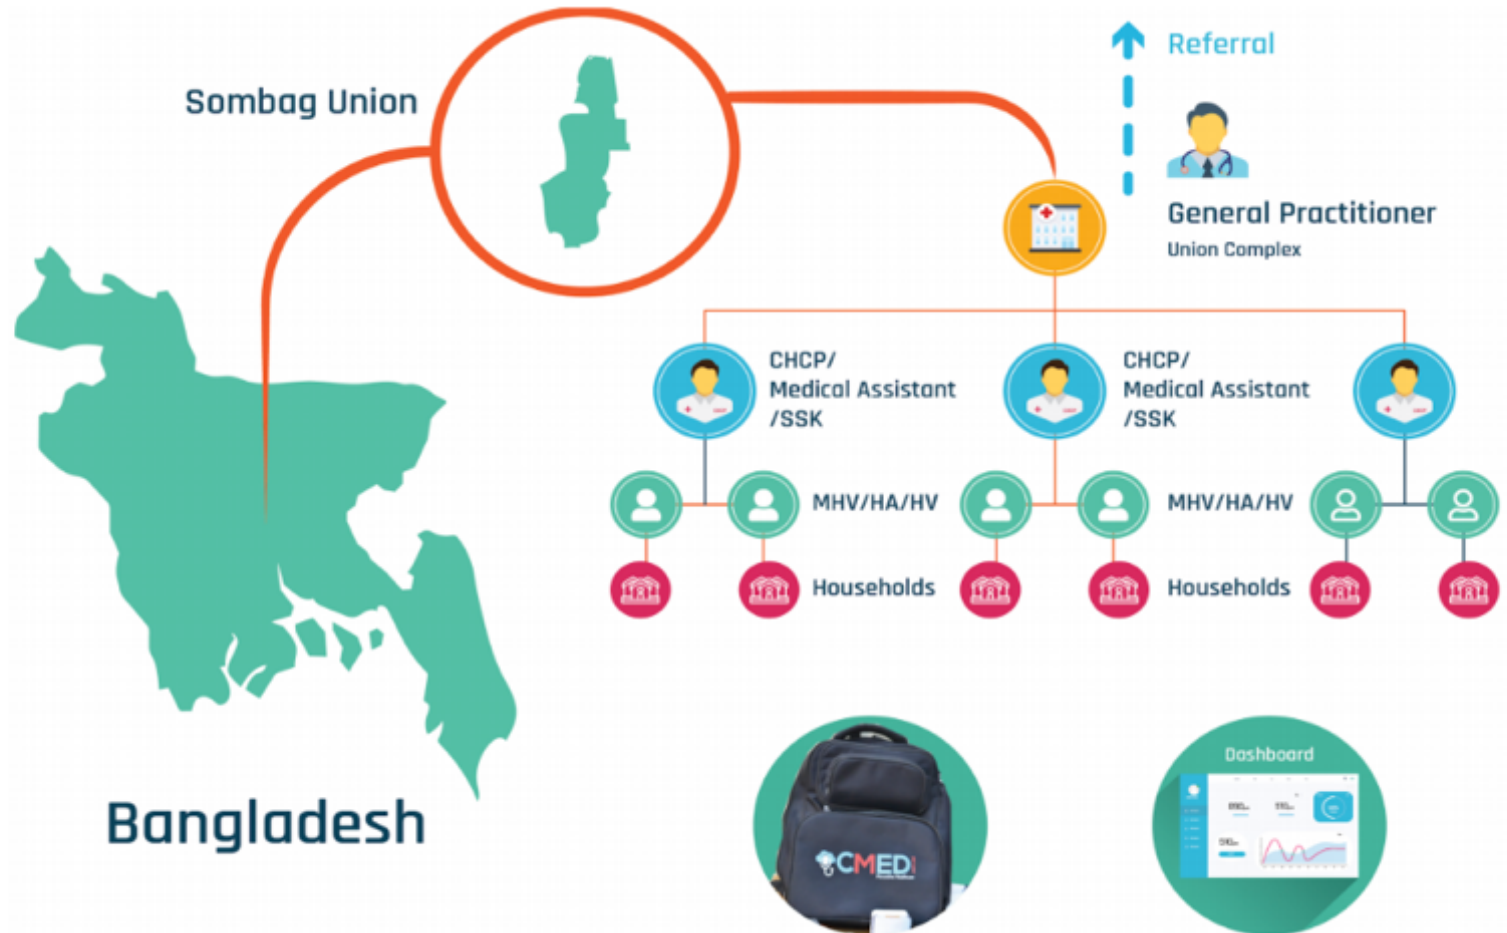 Sombag Union
Referral
General Practitioner
Union Complex
CHCP/
Medical Assistant
/SSK
CHCP/
Medical Assistant
/SSK
MHV/HA/HV
MHV/HA/HV
Households
Households
Bangladesh
CMED
Dashboard